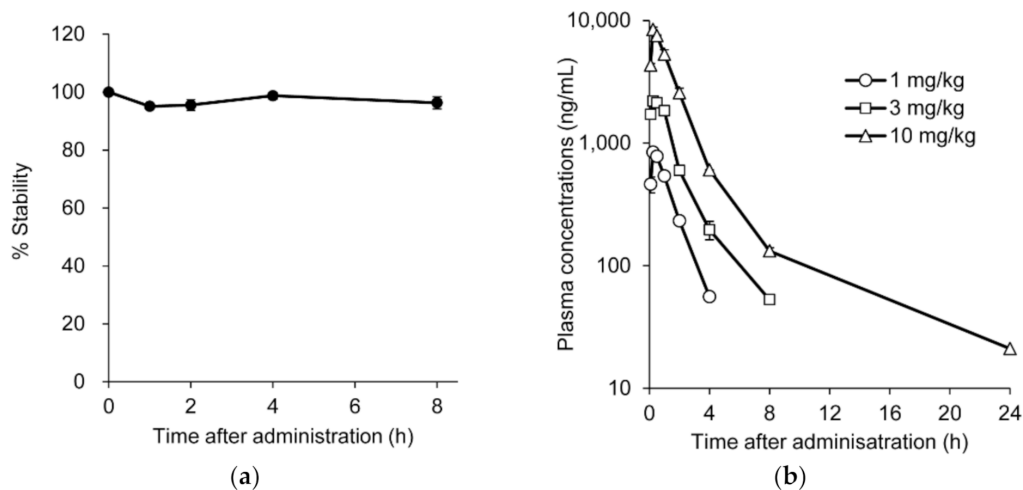 120
100
80
60
40
20
0
% Stability
0 2 4 6 8
Time after administration (h)
(a)
10,000
1,000
100
10
Plasma concentrations (ng/mL)
1 mg/kg
3 mg/kg
10 mg/kg
0 4 8 12 16 20 24
Time after adminisatration (h)
(b)